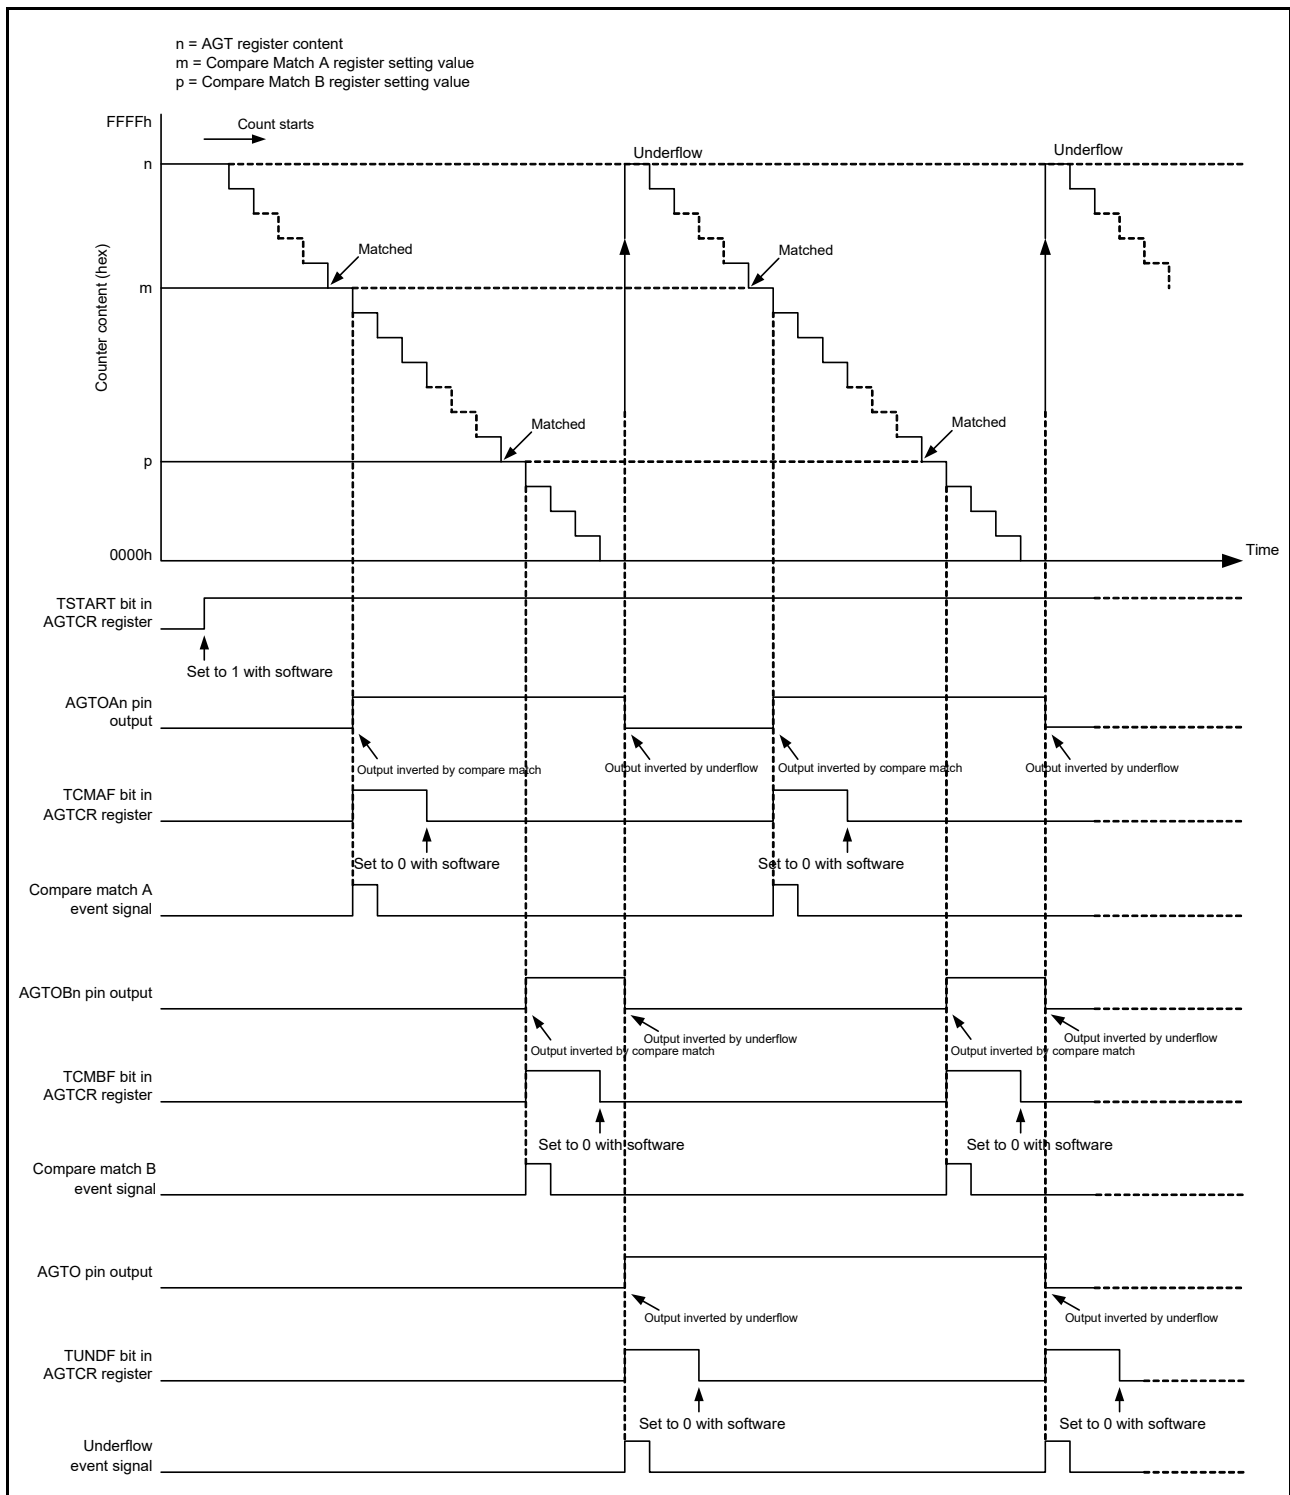 n = AGT register content
m = Compare Match A register setting value
p = Compare Match B register setting value
FFFFh
Count starts
n
Underflow
Underflow
Matched
Matched
Counter content (hex)
m
Matched
Matched
p
0000h
Time
TSTART bit in
AGTCR register
Set to 1 with software
AGTOAn pin
output
Output inverted by compare match
Output inverted by underflow
Output inverted by compare match
Output inverted by underflow
TCMAF bit in
AGTCR register
Set to 0 with software
Set to 0 with software
Compare match A
event signal
AGTOBn pin output
Output inverted by underflow
Output inverted by underflow
Output inverted by compare match
Output inverted by compare match
TCMBF bit in
AGTCR register
Set to 0 with software
Set to 0 with software
Compare match B
event signal
AGTO pin output
Output inverted by underflow
Output inverted by underflow
TUNDF bit in
AGTCR register
Set to 0 with software
Set to 0 with software
Underflow
event signal